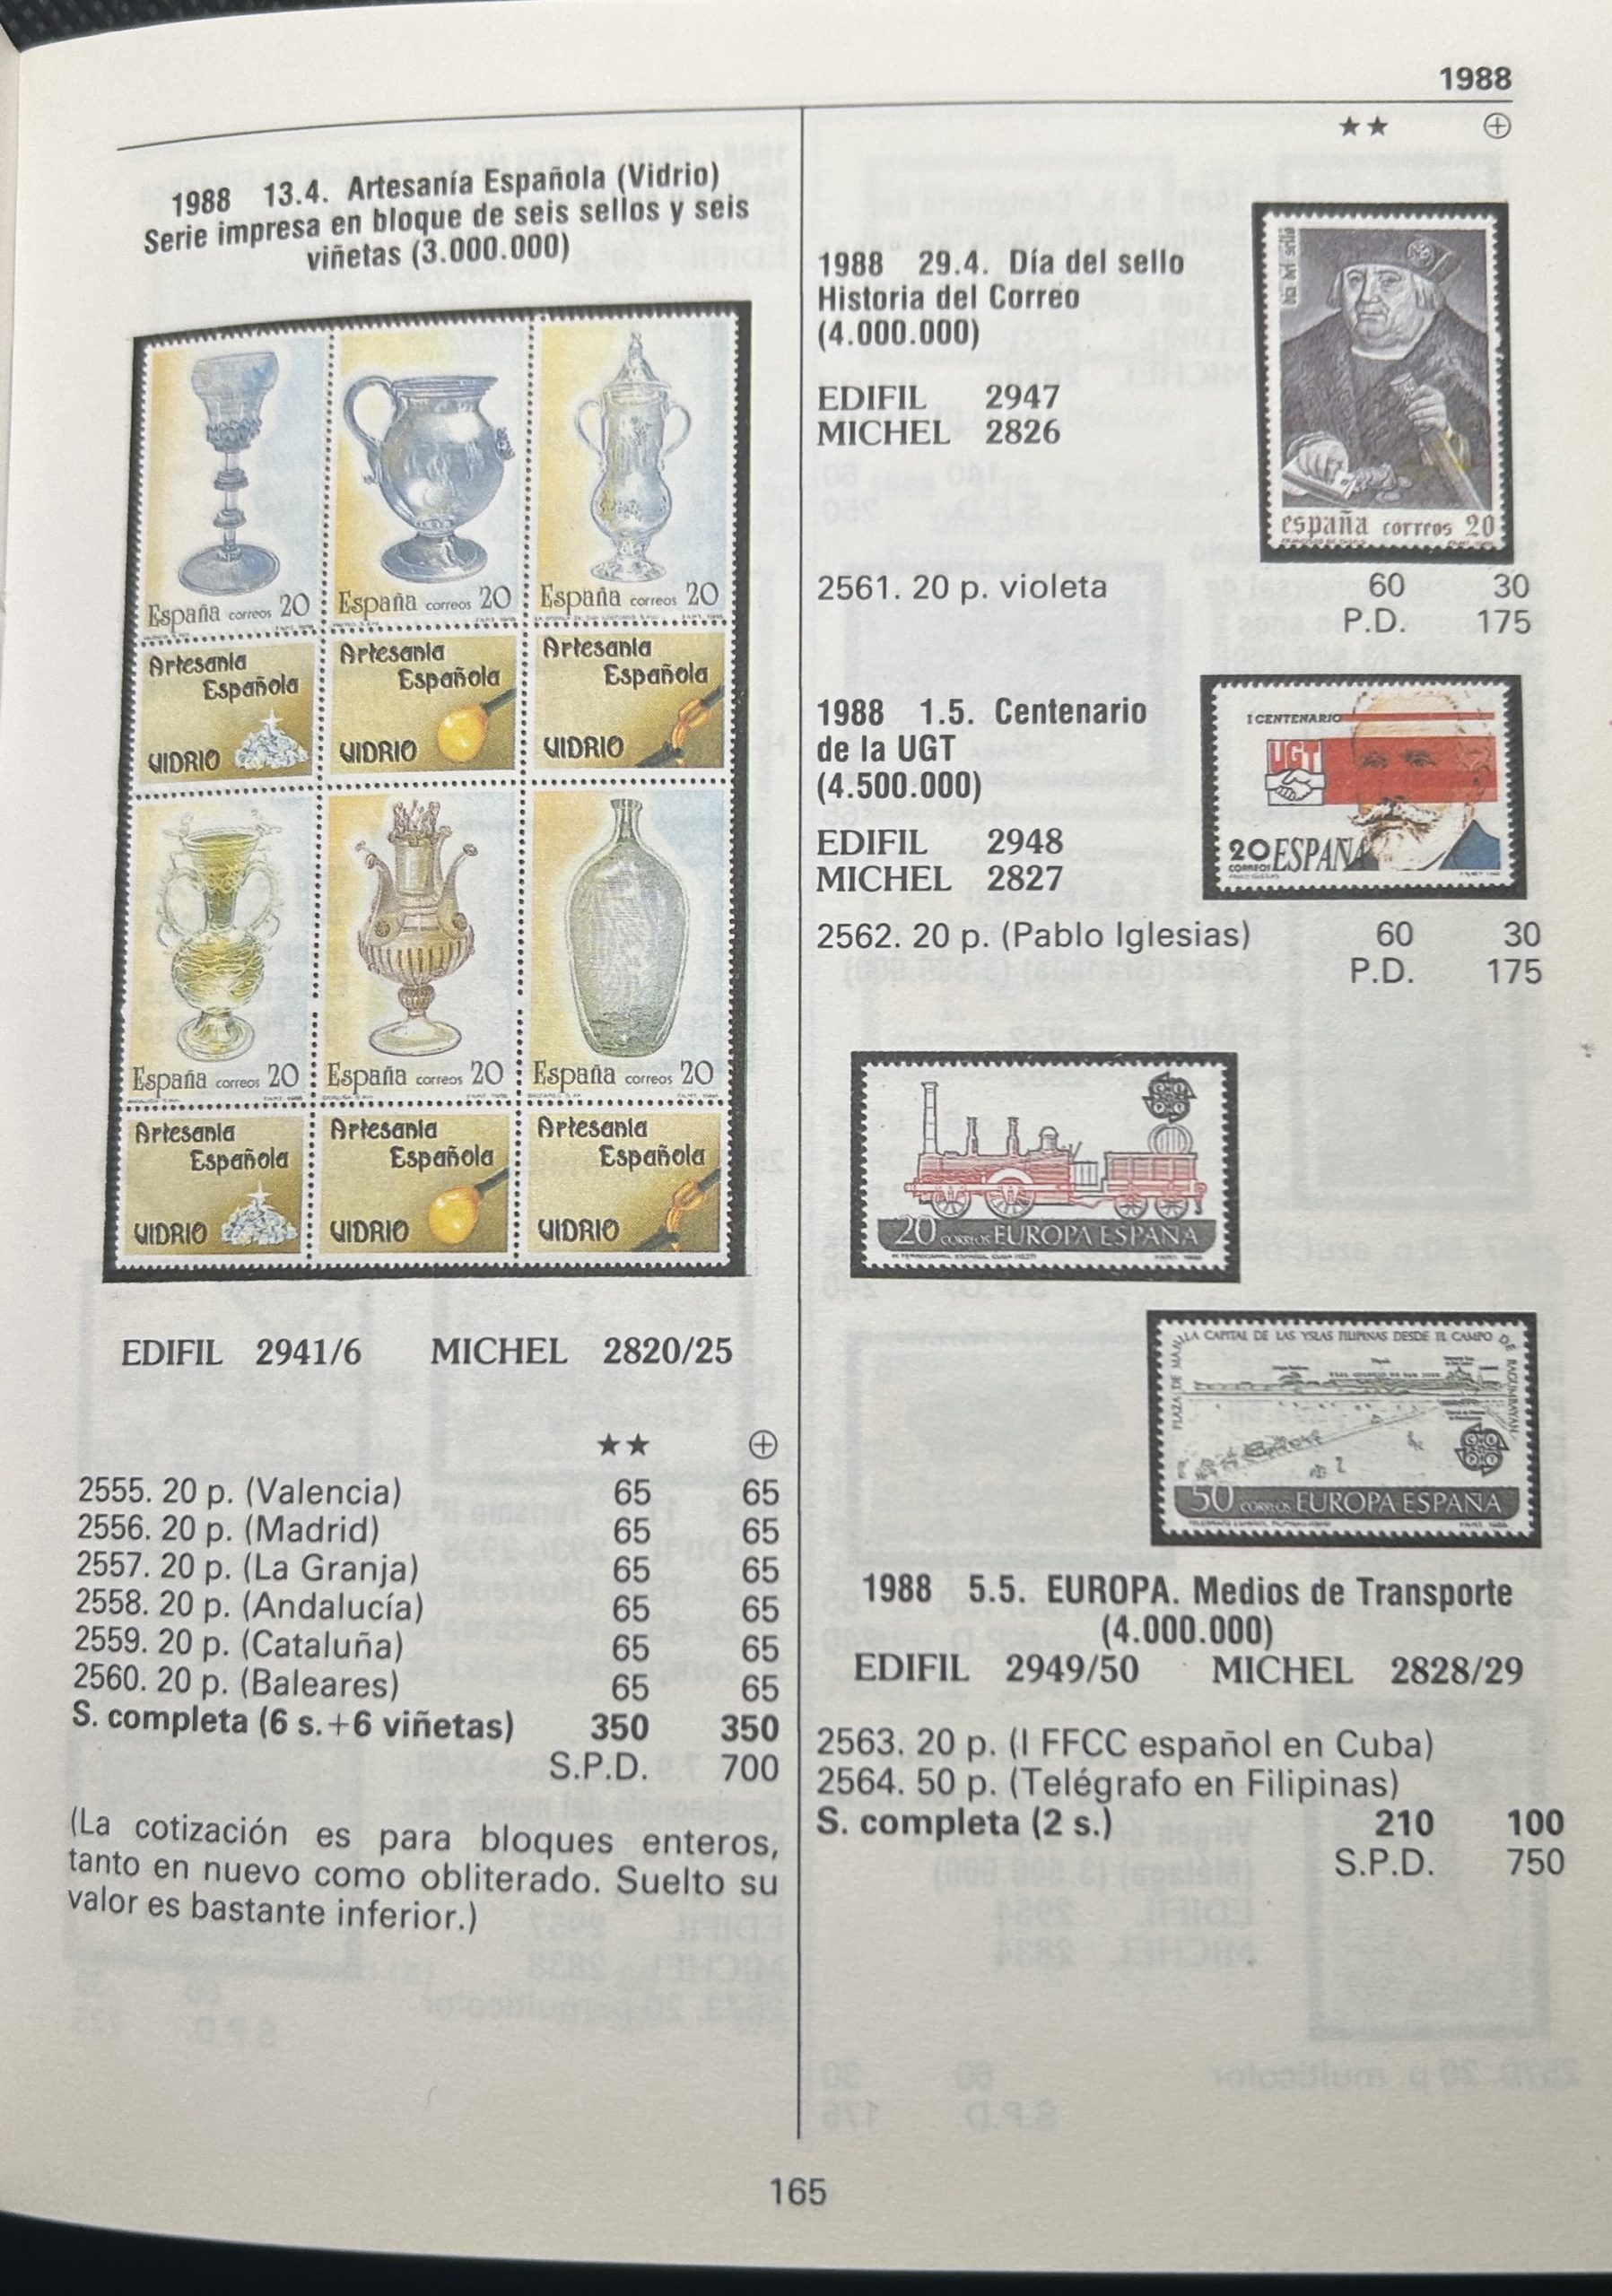 1988
★★ ⊕
1988 13.4. Artesanía Española (Vidrio)
Serie impresa en bloque de seis sellos y seis
viñetas (3.000.000)
España correos 20
España correos 20
España correos 20
Artesanía
Española
VIDRIO
Artesanía
Española
VIDRIO
Artesanía
Española
VIDRIO
España correos 20
España correos 20
España correos 20
Artesanía
Española
VIDRIO
Artesanía
Española
VIDRIO
Artesanía
Española
VIDRIO
EDIFIL 2941/6 MICHEL 2820/25
★★ ⊕
2555. 20 p. (Valencia) 65 65
2556. 20 p. (Madrid) 65 65
2557. 20 p. (La Granja) 65 65
2558. 20 p. (Andalucía) 65 65
2559. 20 p. (Cataluña) 65 65
2560. 20 p. (Baleares) 65 65
S. completa (6 s.+6 viñetas) 350 350
S.P.D. 700
(La cotización es para bloques enteros,
tanto en nuevo como obliterado. Suelto su
valor es bastante inferior.)
1988 29.4. Día del sello
Historia del Correo
(4.000.000)
EDIFIL 2947
MICHEL 2826
día del sello
españa correos 20
2561. 20 p. violeta 60 30
P.D. 175
1988 1.5. Centenario
de la UGT
(4.500.000)
EDIFIL 2948
MICHEL 2827
I CENTENARIO
UGT
20 ESPAÑA
CORREOS
2562. 20 p. (Pablo Iglesias) 60 30
P.D. 175
20 CORREOS EUROPA ESPAÑA
PLAZA DE MANILLA CAPITAL DE LAS YSLAS FILIPINAS DESDE EL CAMPO DE BAGUMBAYAN
50 CORREOS EUROPA ESPAÑA
1988 5.5. EUROPA. Medios de Transporte
(4.000.000)
EDIFIL 2949/50 MICHEL 2828/29
2563. 20 p. (I FFCC español en Cuba)
2564. 50 p. (Telégrafo en Filipinas)
S. completa (2 s.) 210 100
S.P.D. 750
165